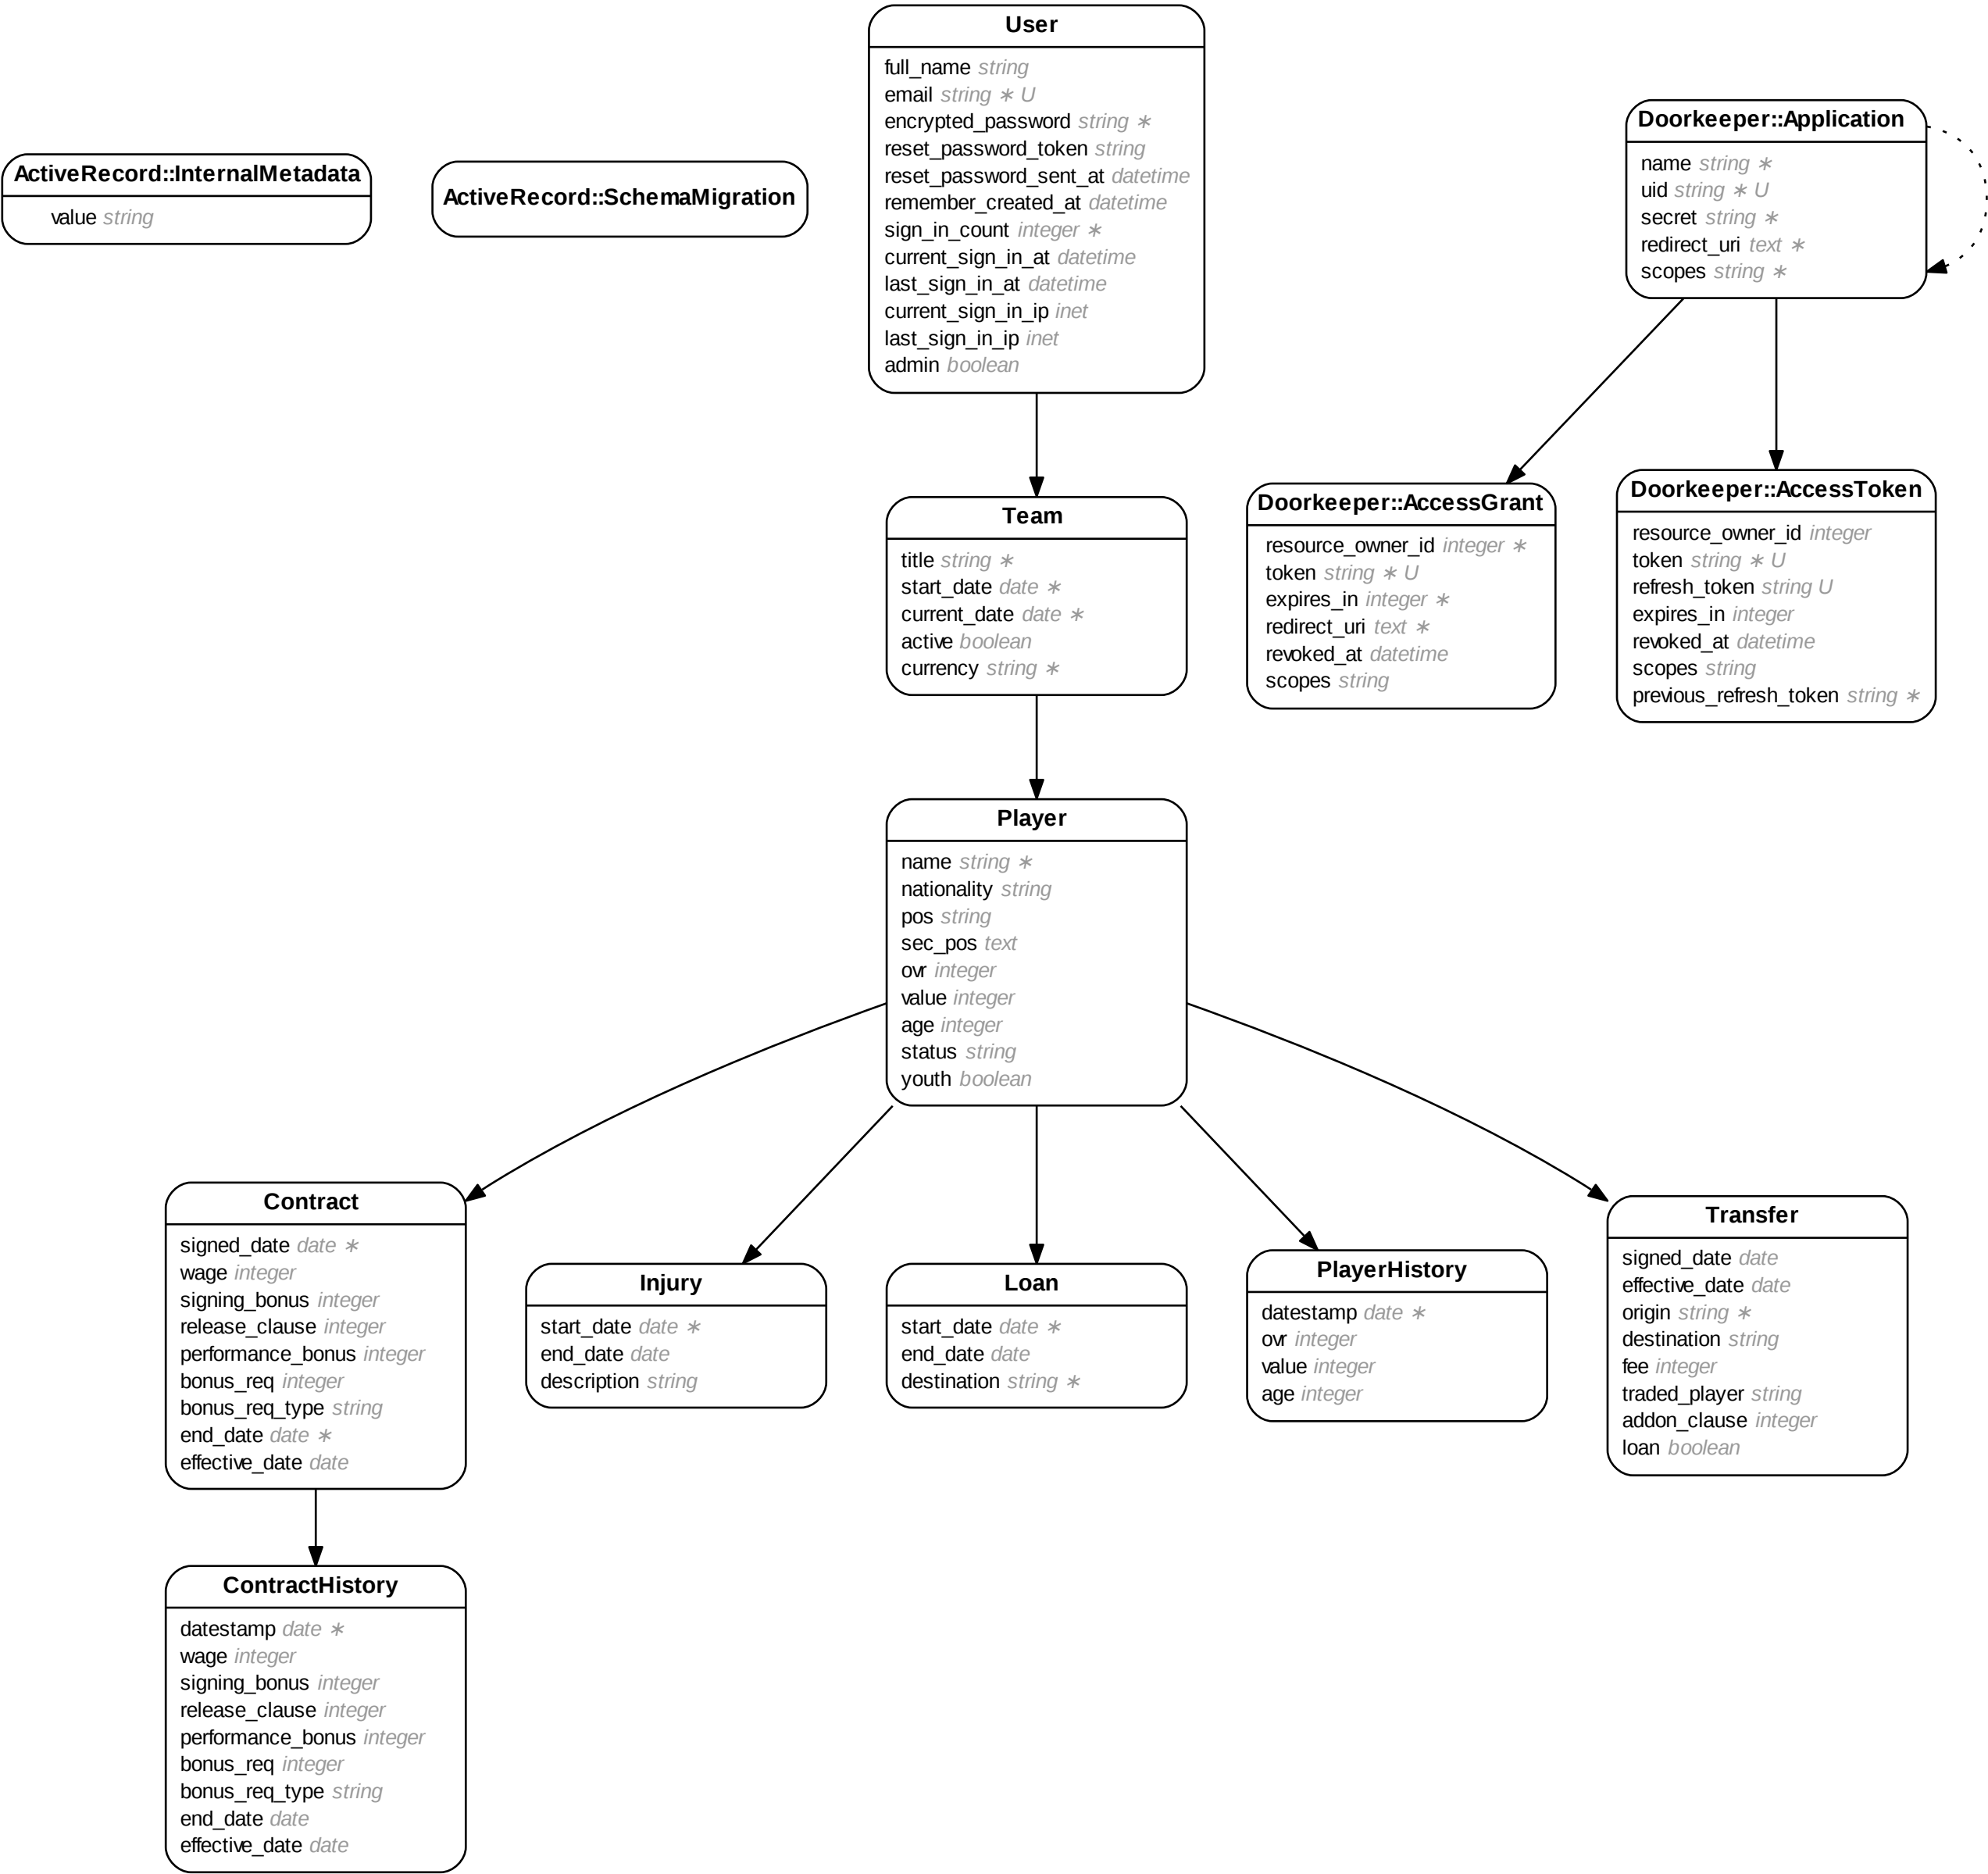 User
full_name string
email string ∗ U
encrypted_password string ∗
reset_password_token string
reset_password_sent_at datetime
remember_created_at datetime
sign_in_count integer ∗
current_sign_in_at datetime
last_sign_in_at datetime
current_sign_in_ip inet
last_sign_in_ip inet
admin boolean
Doorkeeper::Application
name string ∗
uid string ∗ U
secret string ∗
redirect_uri text ∗
scopes string ∗
ActiveRecord::InternalMetadata
value string
ActiveRecord::SchemaMigration
Team
title string ∗
start_date date ∗
current_date date ∗
active boolean
currency string ∗
Doorkeeper::AccessGrant
resource_owner_id integer ∗
token string ∗ U
expires_in integer ∗
redirect_uri text ∗
revoked_at datetime
scopes string
Doorkeeper::AccessToken
resource_owner_id integer
token string ∗ U
refresh_token string U
expires_in integer
revoked_at datetime
scopes string
previous_refresh_token string ∗
Player
name string ∗
nationality string
pos string
sec_pos text
ovr integer
value integer
age integer
status string
youth boolean
Contract
signed_date date ∗
wage integer
signing_bonus integer
release_clause integer
performance_bonus integer
bonus_req integer
bonus_req_type string
end_date date ∗
effective_date date
Injury
start_date date ∗
end_date date
description string
Loan
start_date date ∗
end_date date
destination string ∗
PlayerHistory
datestamp date ∗
ovr integer
value integer
age integer
Transfer
signed_date date
effective_date date
origin string ∗
destination string
fee integer
traded_player string
addon_clause integer
loan boolean
ContractHistory
datestamp date ∗
wage integer
signing_bonus integer
release_clause integer
performance_bonus integer
bonus_req integer
bonus_req_type string
end_date date
effective_date date